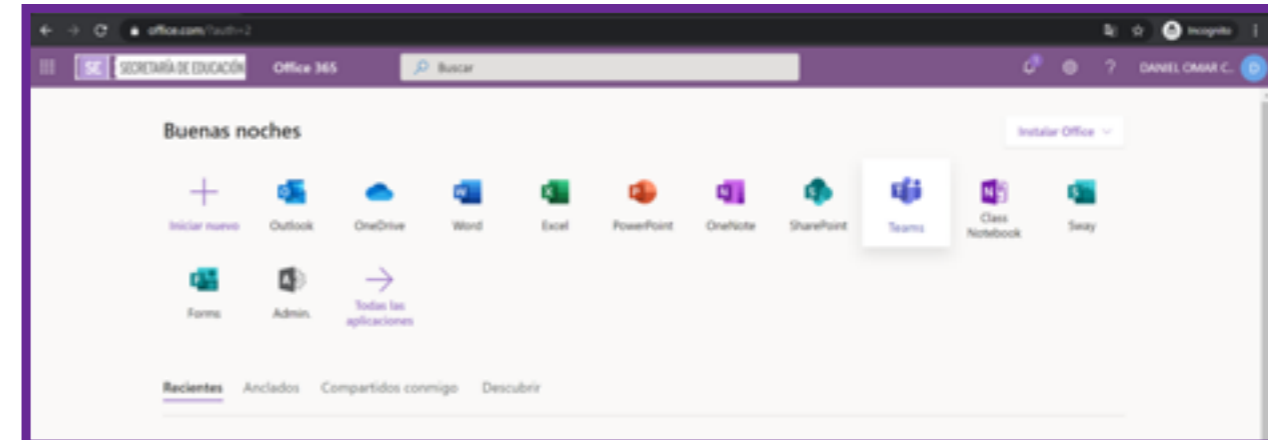 office.com/?auth=2
Incognito
SE SECRETARÍA DE EDUCACIÓN Office 365 Buscar ? DANIEL OMAR C... D
Buenas noches
Instalar Office
Iniciar nuevo Outlook OneDrive Word Excel PowerPoint OneNote SharePoint Teams Class Notebook Sway
Forms Admin. Todas las aplicaciones
Recientes Anclados Compartidos conmigo Descubrir